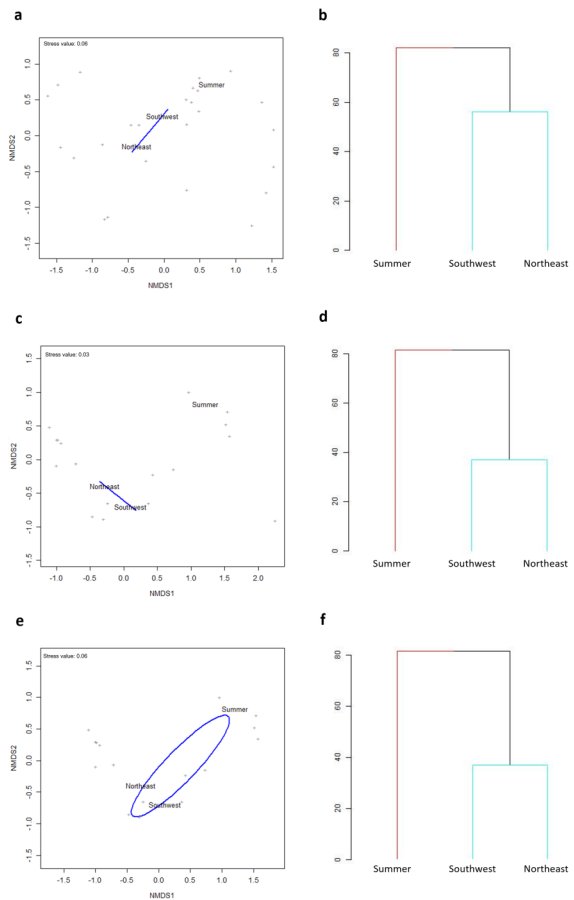 a
b
Stress value: 0.06
Summer
Southwest
Northeast
NMDS2
1.5
1.0
0.5
0.0
-0.5
-1.0
-1.5
-1.5 -1.0 -0.5 0.0 0.5 1.0 1.5
NMDS1
80
60
40
20
0
Summer Southwest Northeast
c
d
Stress value: 0.03
Summer
Northeast
Southwest
NMDS2
1.5
1.0
0.5
0.0
-0.5
-1.0
-1.5
-1.0 -0.5 0.0 0.5 1.0 1.5 2.0
NMDS1
80
60
40
20
0
Summer Southwest Northeast
e
f
Stress value: 0.06
Summer
Northeast
Southwest
NMDS2
1.5
1.0
0.5
0.0
-0.5
-1.0
-1.5
-1.5 -1.0 -0.5 0.0 0.5 1.0 1.5
NMDS1
80
60
40
20
0
Summer Southwest Northeast